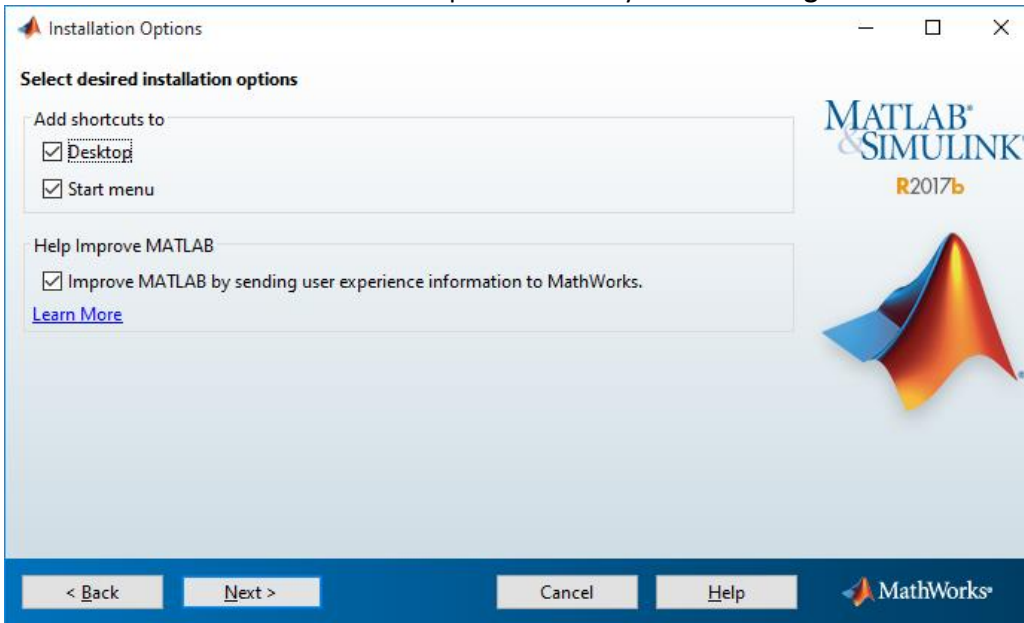 Installation Options
Select desired installation options
Add shortcuts to
Desktop
Start menu
Help Improve MATLAB
Improve MATLAB by sending user experience information to MathWorks.
Learn More
MATLAB®
&SIMULINK®
R2017b
< Back
Next >
Cancel
Help
MathWorks®